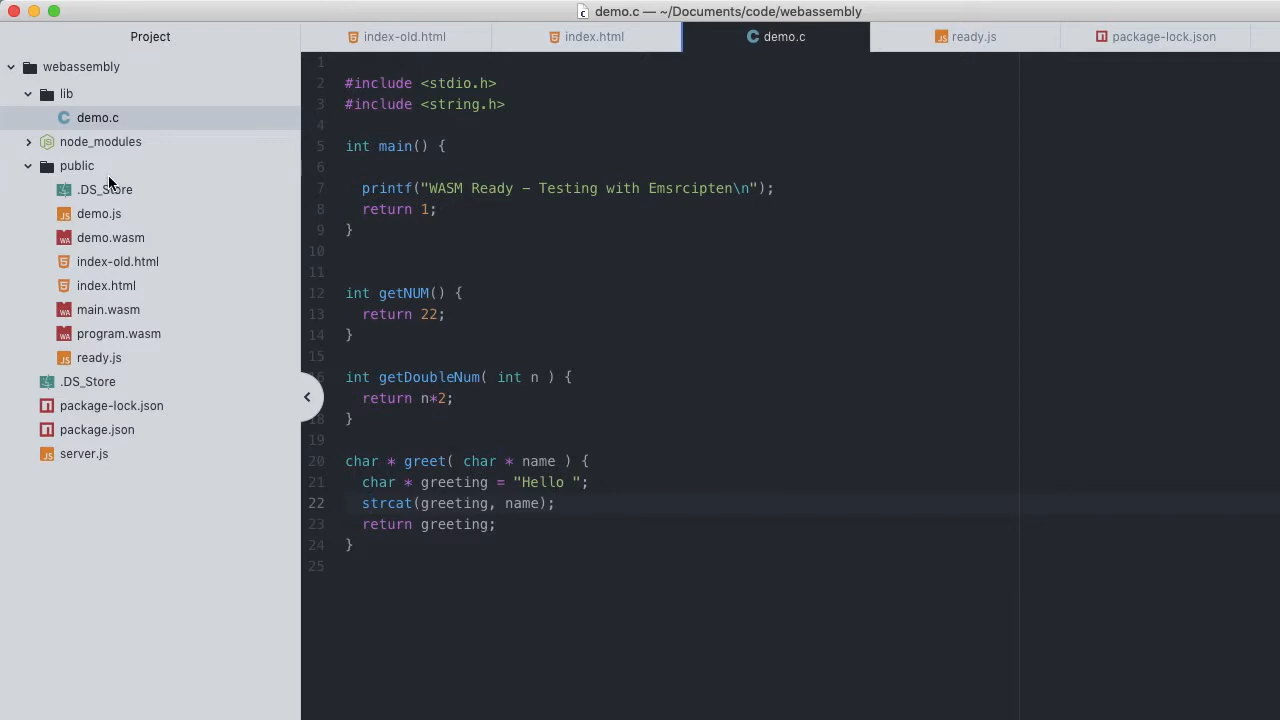 demo.c — ~/Documents/code/webassembly
Project
index-old.html
index.html
demo.c
ready.js
package-lock.json
webassembly
lib
demo.c
node_modules
public
.DS_Store
demo.js
demo.wasm
index-old.html
index.html
main.wasm
program.wasm
ready.js
.DS_Store
package-lock.json
package.json
server.js
1
2 #include <stdio.h>
3 #include <string.h>
4
5 int main() {
6
7 printf("WASM Ready - Testing with Emsrcipten\n");
8 return 1;
9 }
10
11
12 int getNUM() {
13 return 22;
14 }
15
16 int getDoubleNum( int n ) {
return n*2;
18 }
19
20 char * greet( char * name ) {
21 char * greeting = "Hello ";
22 strcat(greeting, name);
23 return greeting;
24 }
25